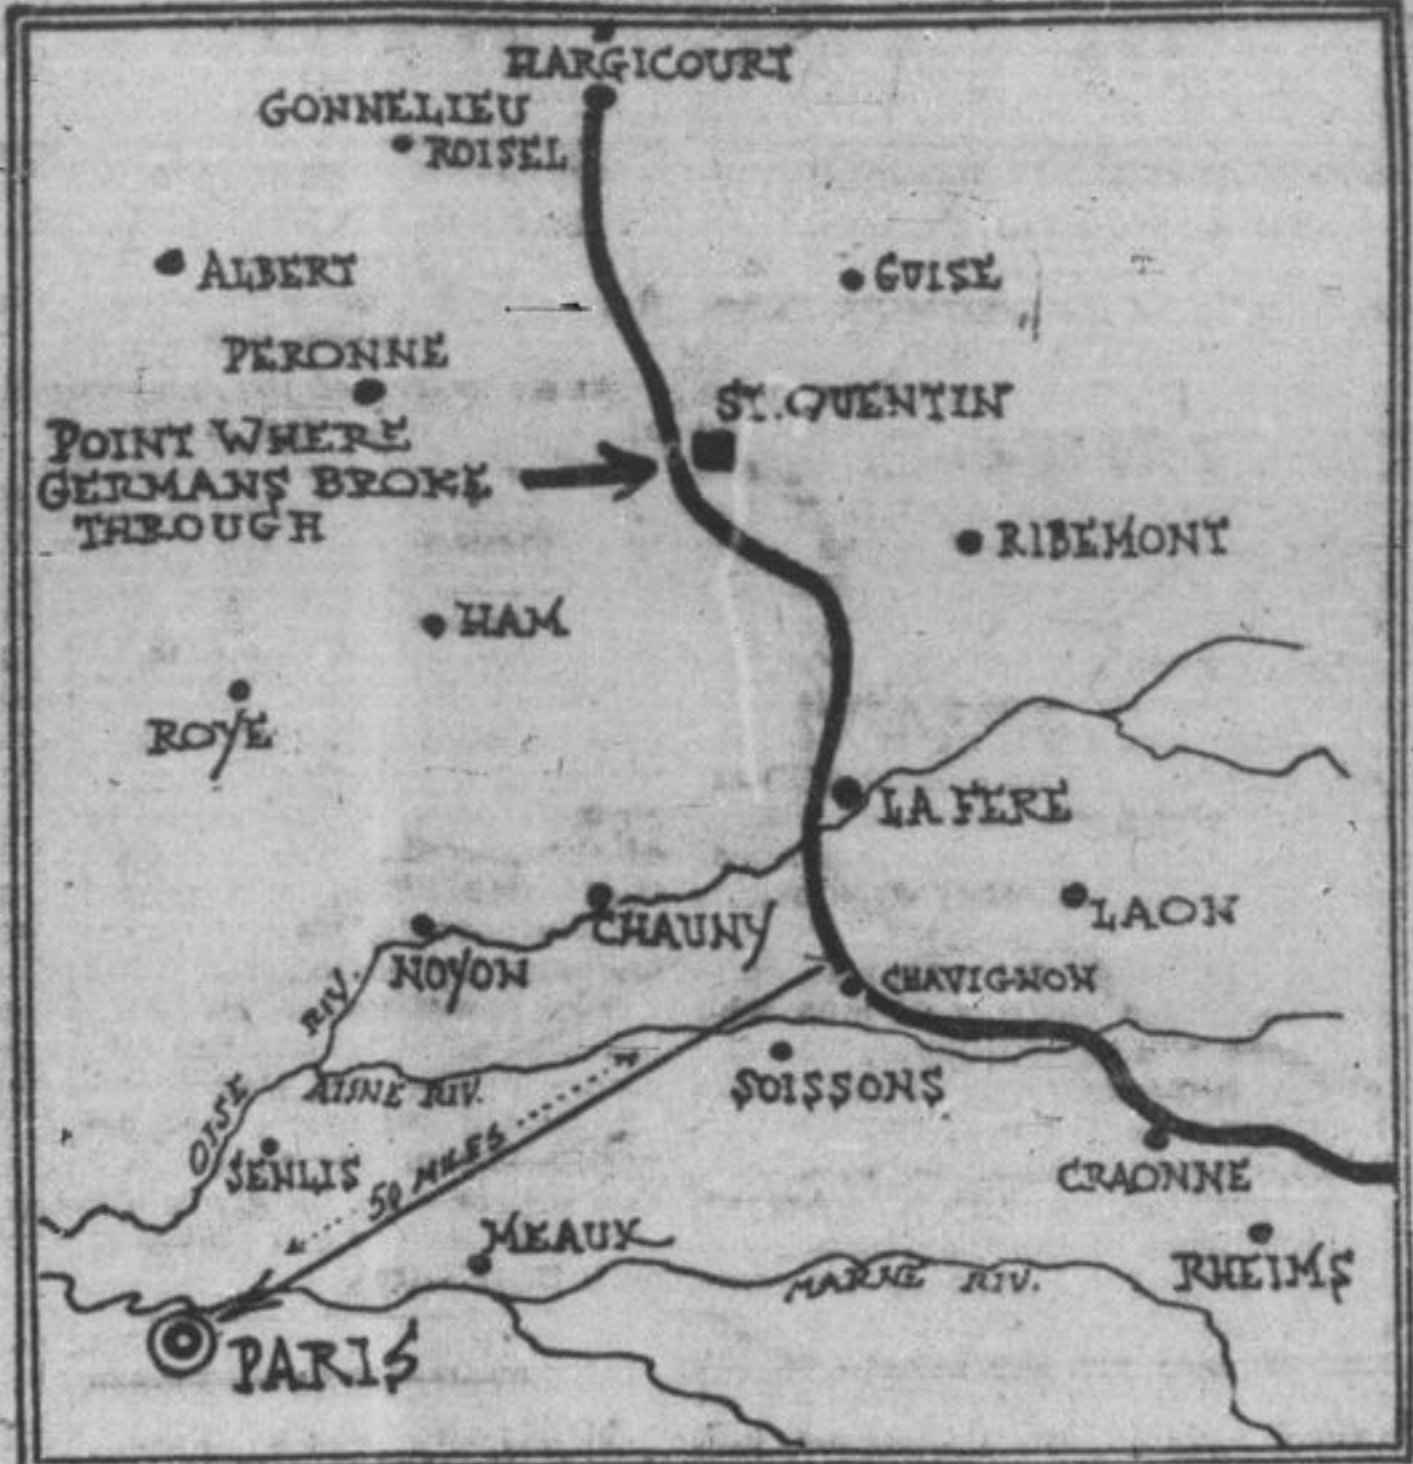 HARGICOURT
GONNELIEU
ROISEL
ALBERT
GUISE
PERONNE
ST. QUENTIN
POINT WHERE
GERMANS BROKE
THROUGH
RIBEMONT
HAM
ROYE
LA FERE
LAON
CHAUNY
NOYON
CHAVIGNON
OISE RIV.
AISNE RIV.
SOISSONS
SENLIS
50 MILES
CRAONNE
MEAUX
RHEIMS
MARNE RIV.
PARIS